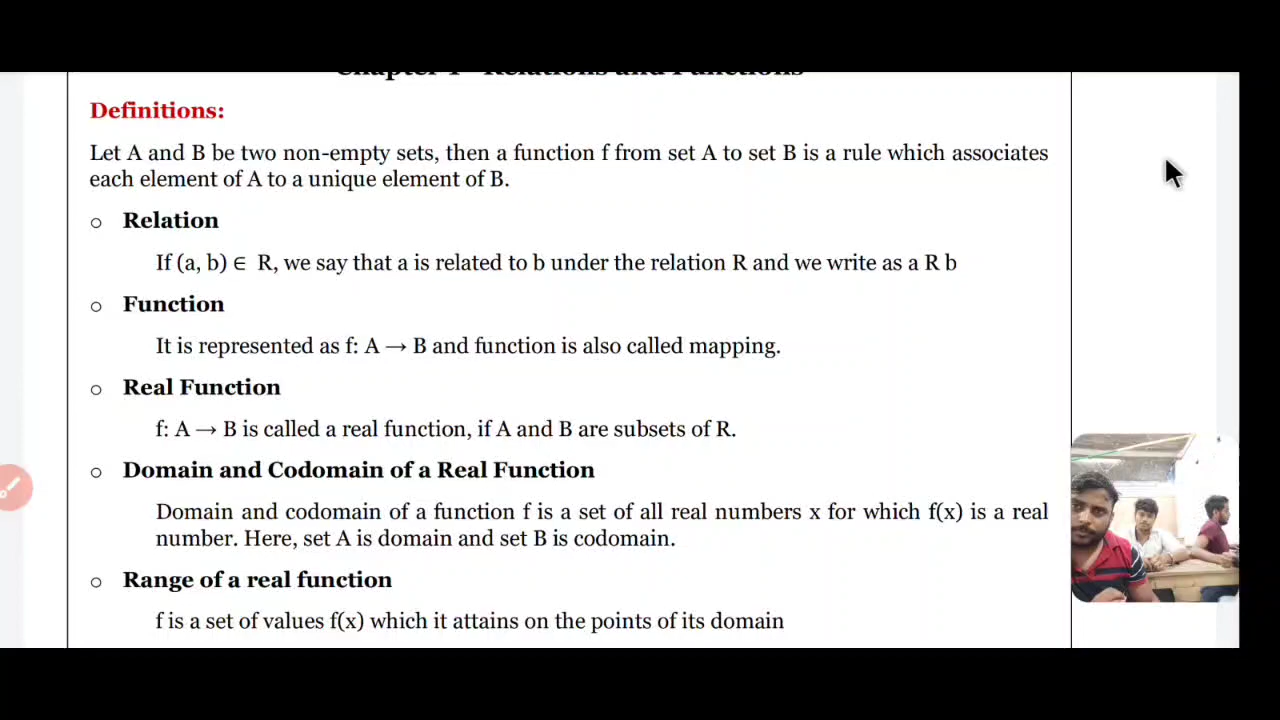 Chapter 1 Relations and Functions
Definitions:
Let A and B be two non-empty sets, then a function f from set A to set B is a rule which associates
each element of A to a unique element of B.
○ Relation
If (a, b) ∈ R, we say that a is related to b under the relation R and we write as a R b
○ Function
It is represented as f: A → B and function is also called mapping.
○ Real Function
f: A → B is called a real function, if A and B are subsets of R.
○ Domain and Codomain of a Real Function
Domain and codomain of a function f is a set of all real numbers x for which f(x) is a real
number. Here, set A is domain and set B is codomain.
○ Range of a real function
f is a set of values f(x) which it attains on the points of its domain